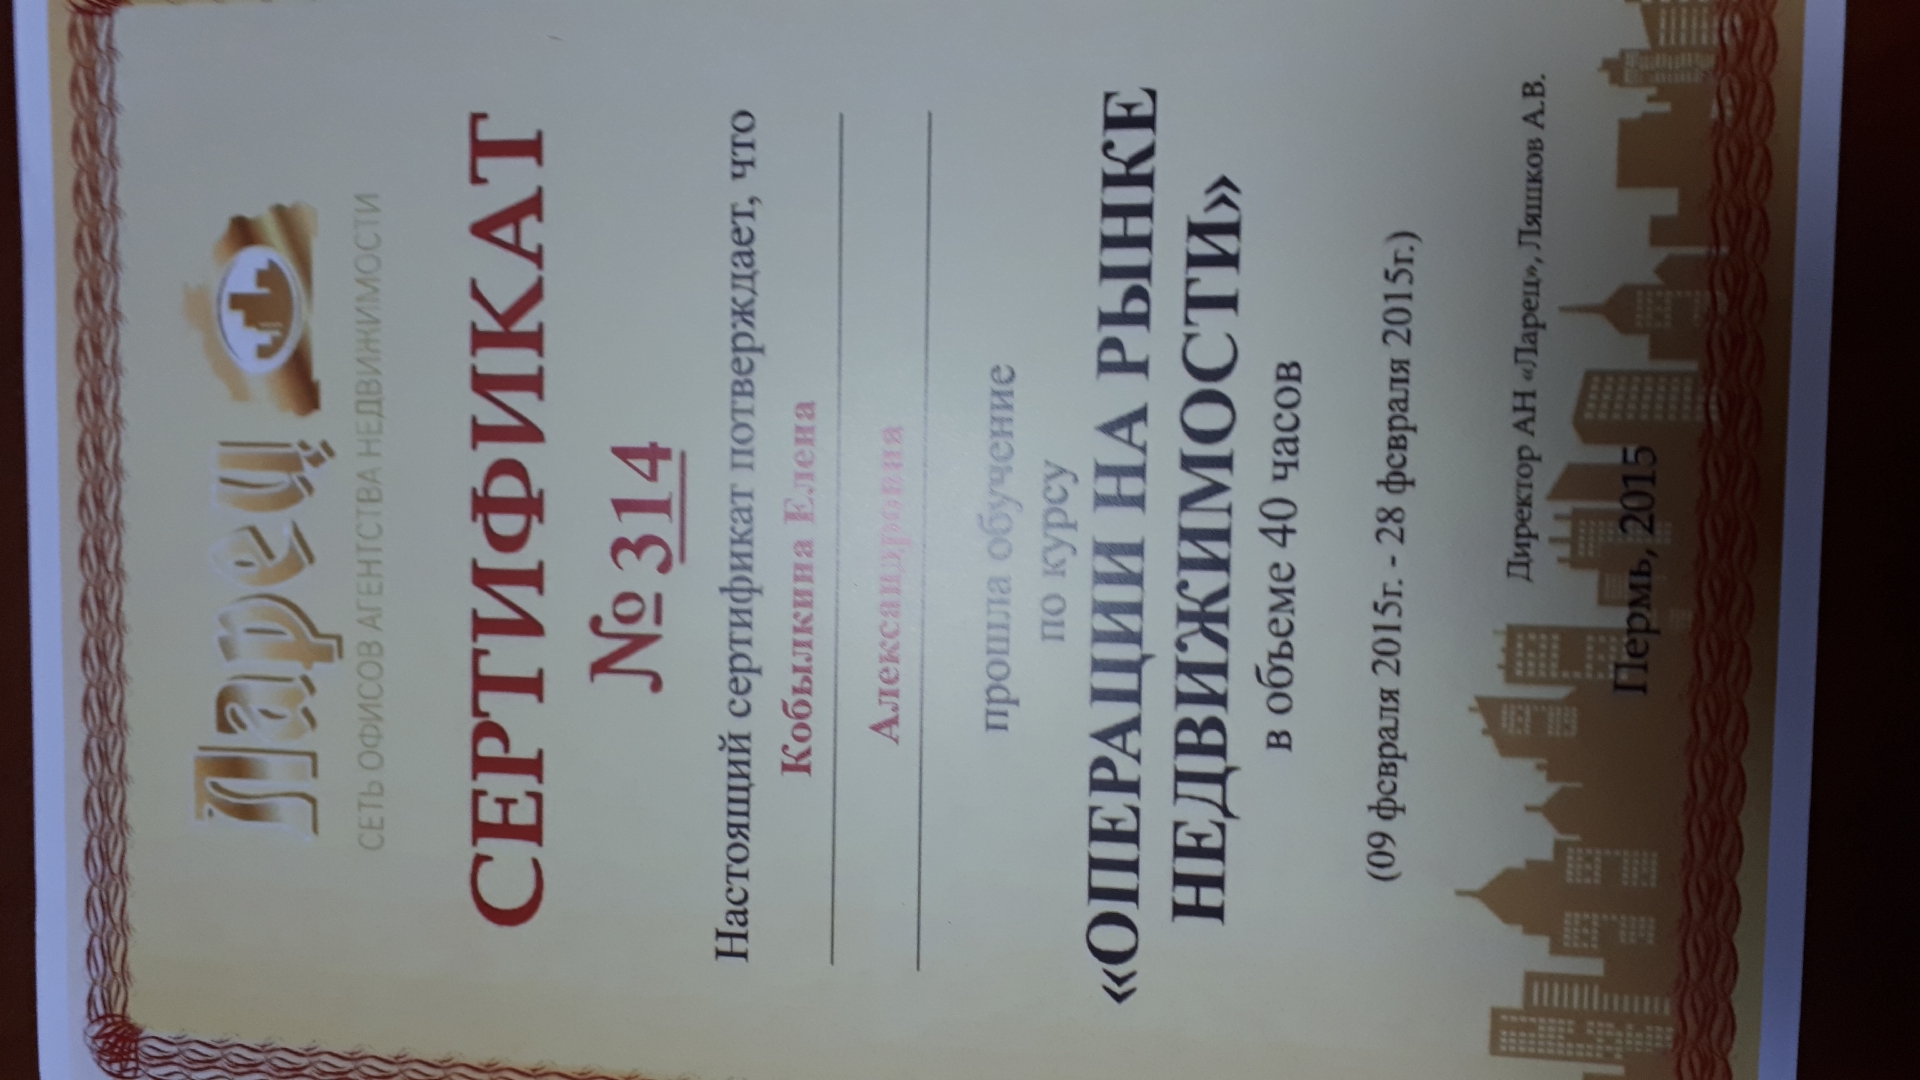 Ларец
СЕТЬ ОФИСОВ АГЕНТСТВА НЕДВИЖИМОСТИ
СЕРТИФИКАТ
№ 314
Настоящий сертификат потверждает, что
Кобылкина Елена
Александровна
прошла обучение
по курсу
«ОПЕРАЦИИ НА РЫНКЕ
НЕДВИЖИМОСТИ»
в объеме 40 часов
(09 февраля 2015г. - 28 февраля 2015г.)
Директор АН «Ларец», Ляшков А.В.
Пермь, 2015